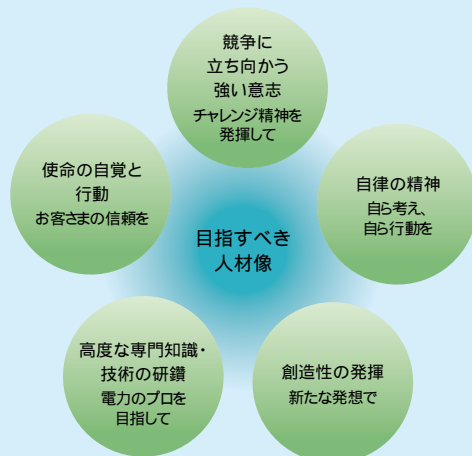 競争に
立ち向かう
強い意志
チャレンジ精神を
発揮して
使命の自覚と
行動
お客さまの信頼を
自律の精神
自ら考え、
自ら行動を
目指すべき
人材像
高度な専門知識・
技術の研鑽
電力のプロを
目指して
創造性の発揮
新たな発想で